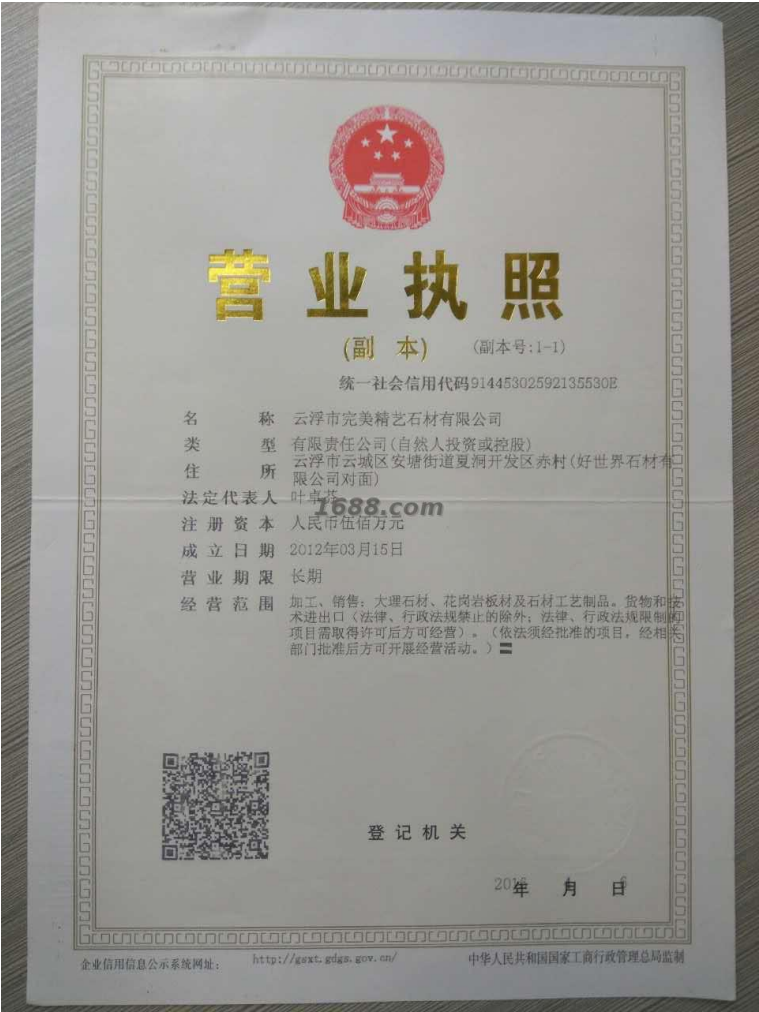 营业执照
(副 本) (副本号:1-1)
统一社会信用代码91445302592135530E
名 称 云浮市完美精艺石材有限公司
类 型 有限责任公司(自然人投资或控股)
住 所 云浮市云城区安塘街道夏洞开发区赤村(好世界石材有
限公司对面)
法定代表人 叶卓
1688.com
注册资本 人民币伍佰万元
成立日期 2012年03月15日
营业期限 长期
经营范围 加工、销售：大理石材、花岗岩板材及石材工艺制品。货物和技
术进出口（法律、行政法规禁止的除外；法律、行政法规限制的
项目需取得许可后方可经营）。（依法须经批准的项目，经相关
部门批准后方可开展经营活动。）
登记机关
年 月 日
企业信用信息公示系统网址： http://gsxt.gdgs.gov.cn/ 中华人民共和国国家工商行政管理总局监制